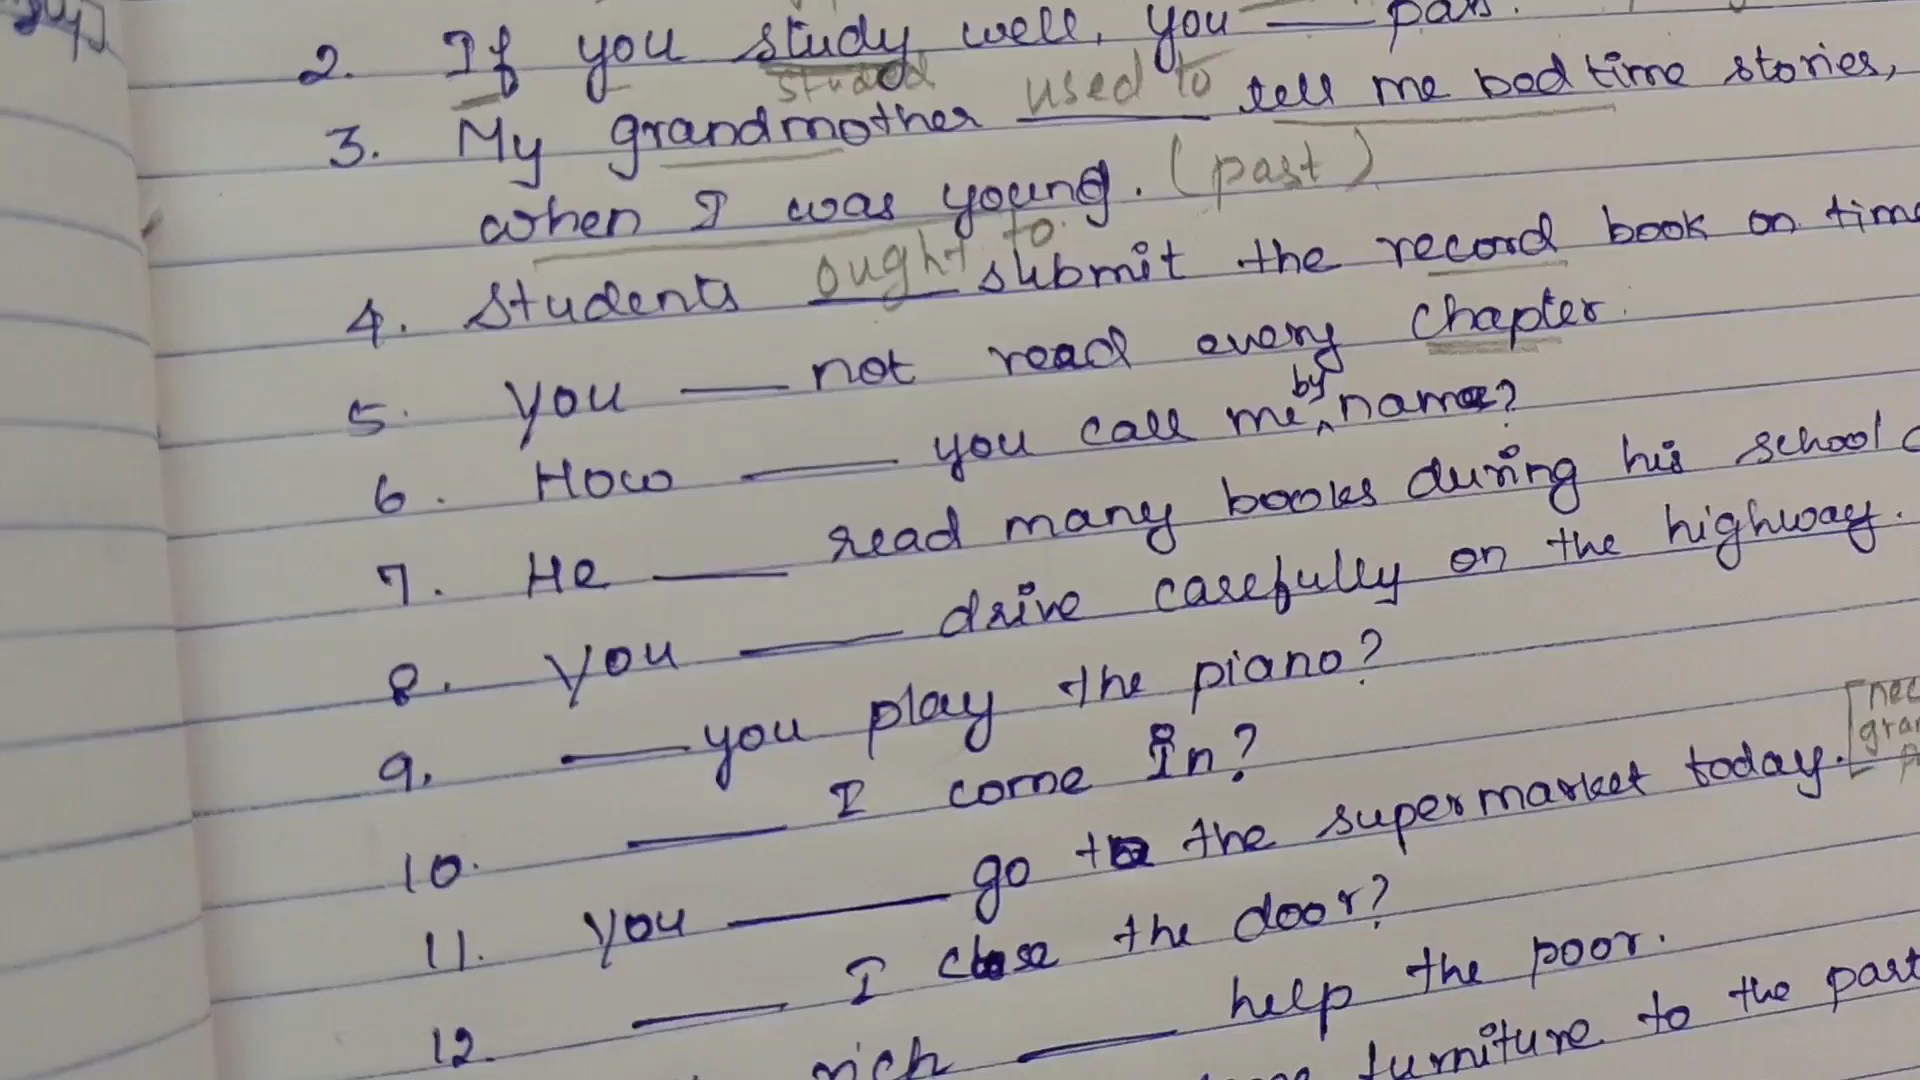 2. If you study well, you ___ pass.
studed used to
3. My grandmother ___ tell me bed time stories,
when I was young. (past)
ought to
4. Students ___ submit the record book on time
5. You ___ not read every chapter.
by
6. How ___ you call me ^ name?
7. He ___ read many books during his school
8. You ___ drive carefully on the highway.
9. ___ you play the piano?
10. ___ I come In?
11. You ___ go to the supermarket today.
12. ___ I close the door?
rich ___ help the poor.
furniture to the part